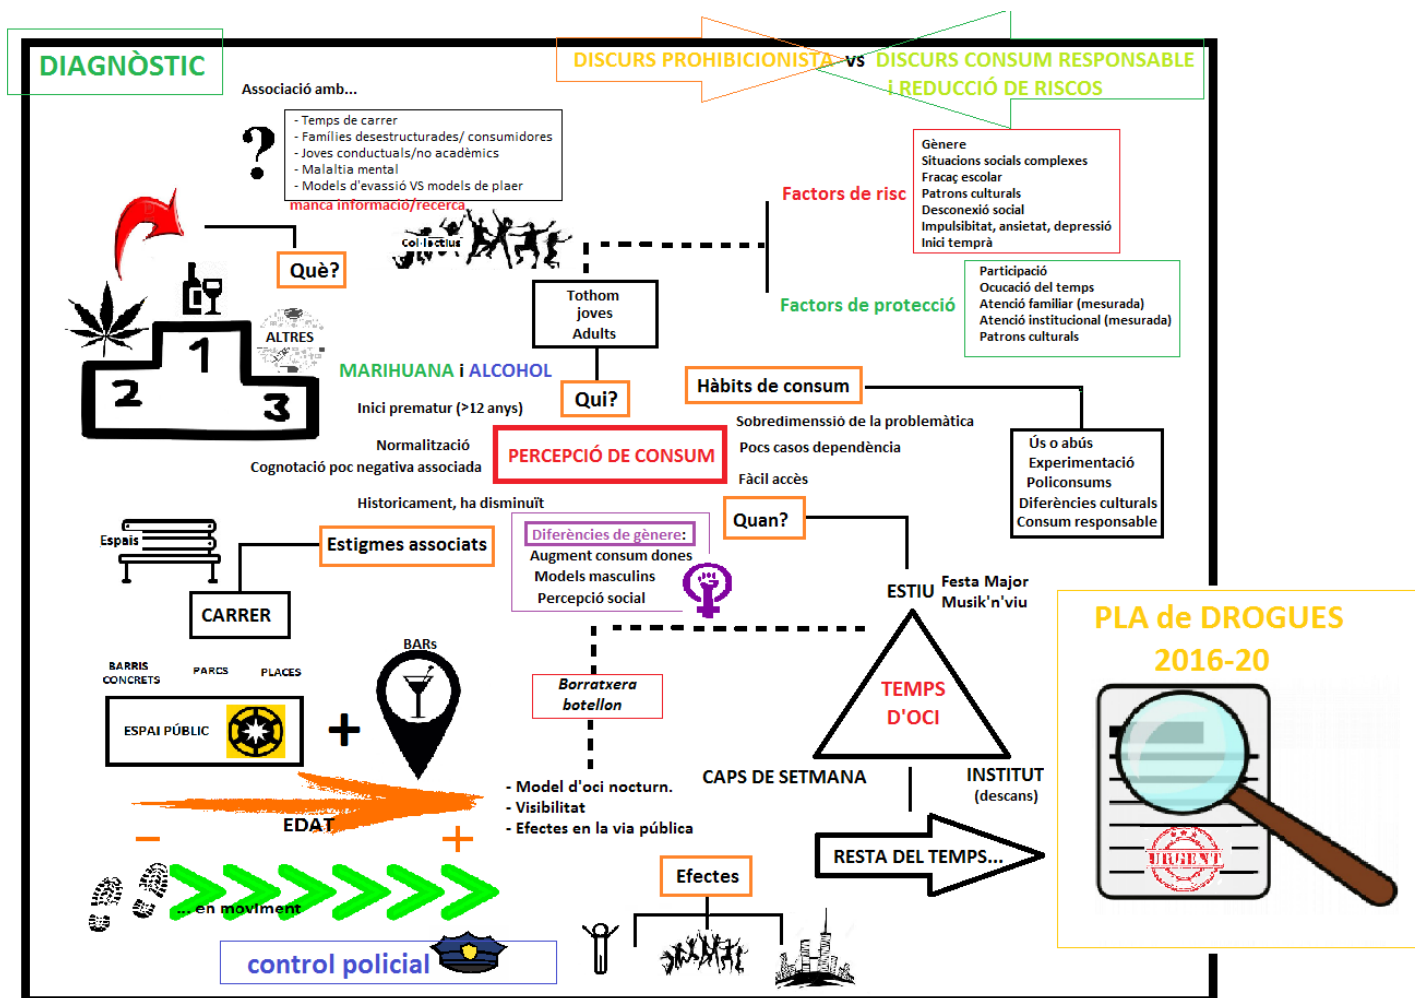 DIAGNÒSTIC
DISCURS PROHIBICIONISTA vs DISCURS CONSUM RESPONSABLE
i REDUCCIÓ DE RISCOS
Associació amb...
?
- Temps de carrer
- Famílies desestructurades/ consumidores
- Joves conductuals/no acadèmics
- Malaltia mental
- Models d'evassió VS models de plaer
manca informació/recerca
Col·lectius
Què?
Factors de risc
Gènere
Situacions socials complexes
Fracaç escolar
Patrons culturals
Desconexió social
Impulsibitat, ansietat, depressió
Inici temprà
Factors de protecció
Participació
Ocucació del temps
Atenció familiar (mesurada)
Atenció institucional (mesurada)
Patrons culturals
Tothom
joves
Adults
ALTRES
1
2
3
MARIHUANA i ALCOHOL
Qui?
Hàbits de consum
Inici prematur (>12 anys)
Normalització
Cognotació poc negativa associada
Historicament, ha disminuït
PERCEPCIÓ DE CONSUM
Sobredimenssió de la problemàtica
Pocs casos dependència
Fàcil accès
Ús o abús
Experimentació
Policonsums
Diferències culturals
Consum responsable
Quan?
Espais
Estigmes associats
Diferències de gènere:
Augment consum dones
Models masculins
Percepció social
CARRER
ESTIU
Festa Major
Musik'n'viu
PLA de DROGUES
2016-20
URGENT
BARRIS
CONCRETS
PARCS
PLACES
BARs
ESPAI PÚBLIC
+
Borratxera
botellon
TEMPS
D'OCI
CAPS DE SETMANA
INSTITUT
(descans)
- Model d'oci nocturn.
- Visibilitat
- Efectes en la via pública
EDAT
−
+
RESTA DEL TEMPS...
Efectes
... en moviment
control policial